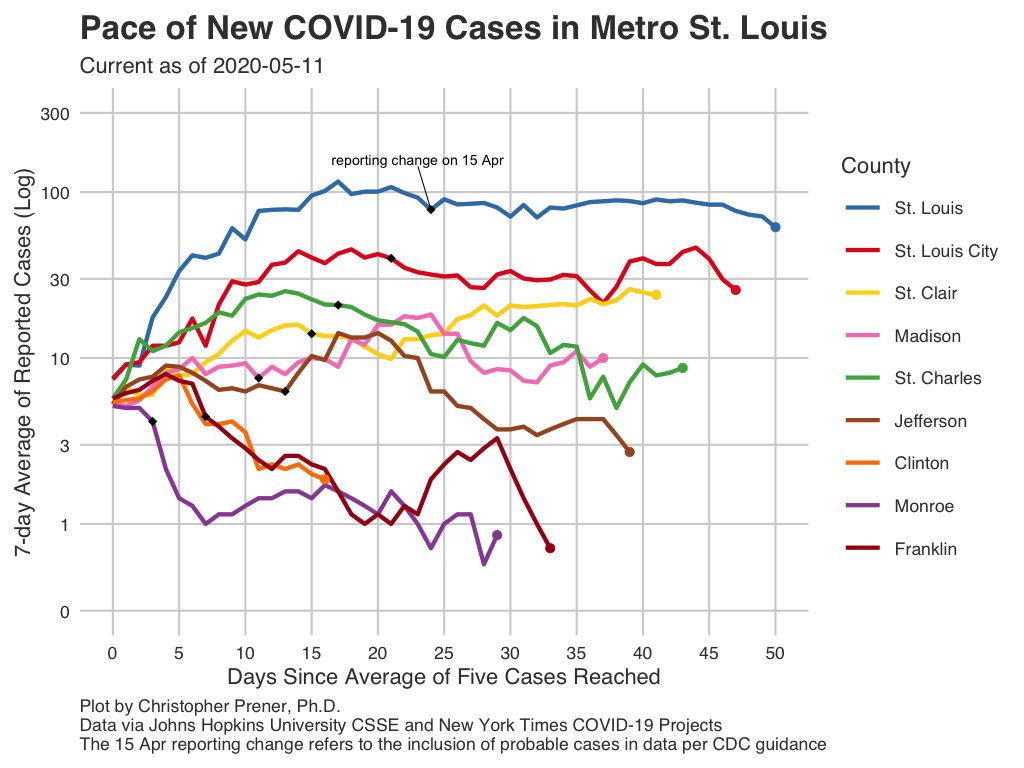 Pace of New COVID-19 Cases in Metro St. Louis
Current as of 2020-05-11
7-day Average of Reported Cases (Log)
300
100
30
10
3
1
0
reporting change on 15 Apr
0 5 10 15 20 25 30 35 40 45 50
Days Since Average of Five Cases Reached
County
St. Louis
St. Louis City
St. Clair
Madison
St. Charles
Jefferson
Clinton
Monroe
Franklin
Plot by Christopher Prener, Ph.D.
Data via Johns Hopkins University CSSE and New York Times COVID-19 Projects
The 15 Apr reporting change refers to the inclusion of probable cases in data per CDC guidance